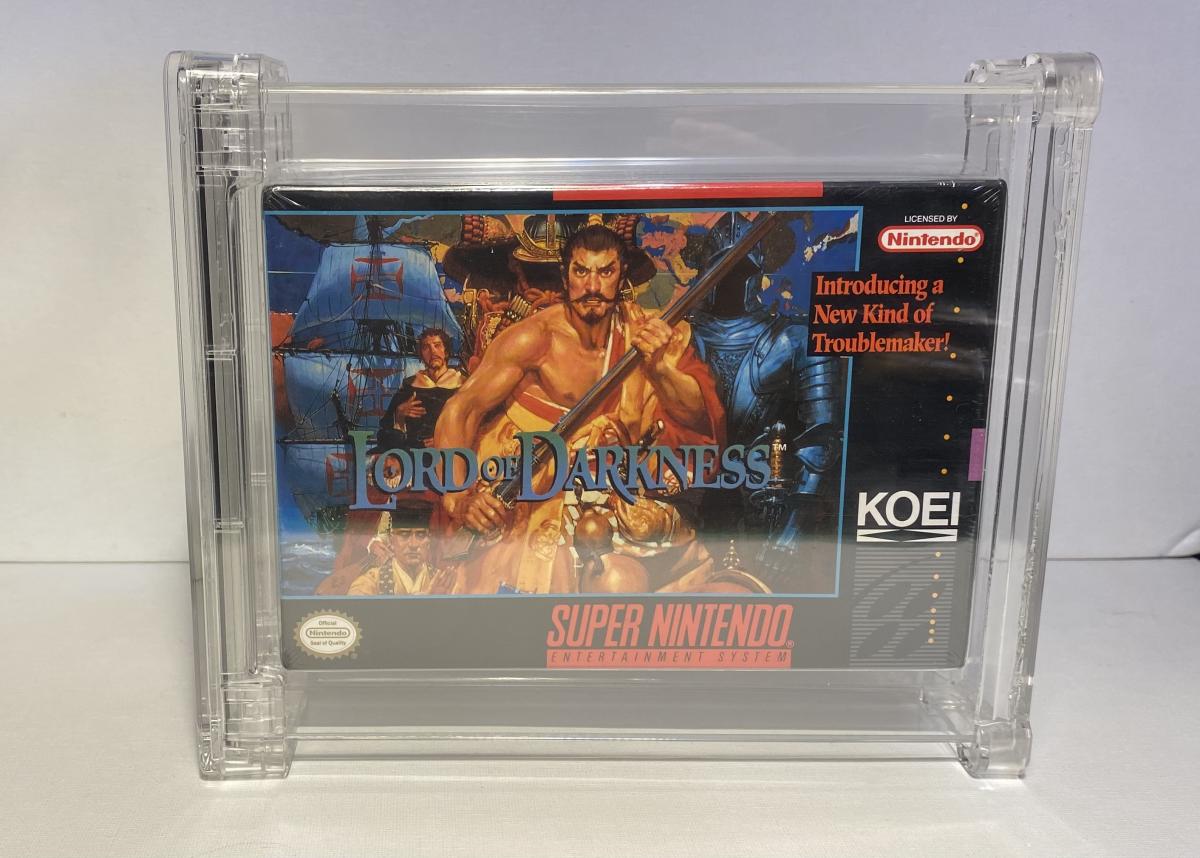 LICENSED BY
Nintendo®
Introducing a
New Kind of
Troublemaker!
LORD OF DARKNESS™
KOEI
Official
Nintendo
Seal of Quality
SUPER NINTENDO®
ENTERTAINMENT SYSTEM